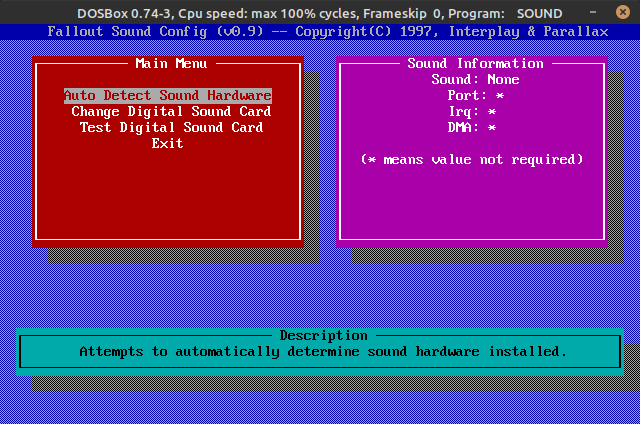 DOSBox 0.74-3, Cpu speed: max 100% cycles, Frameskip 0, Program: SOUND
Fallout Sound Config (v0.9) -- Copyright(C) 1997, Interplay & Parallax
Main Menu
Auto Detect Sound Hardware
Change Digital Sound Card
Test Digital Sound Card
Exit
Sound Information
Sound: None
Port: *
Irq: *
DMA: *
(* means value not required)
Description
Attempts to automatically determine sound hardware installed.